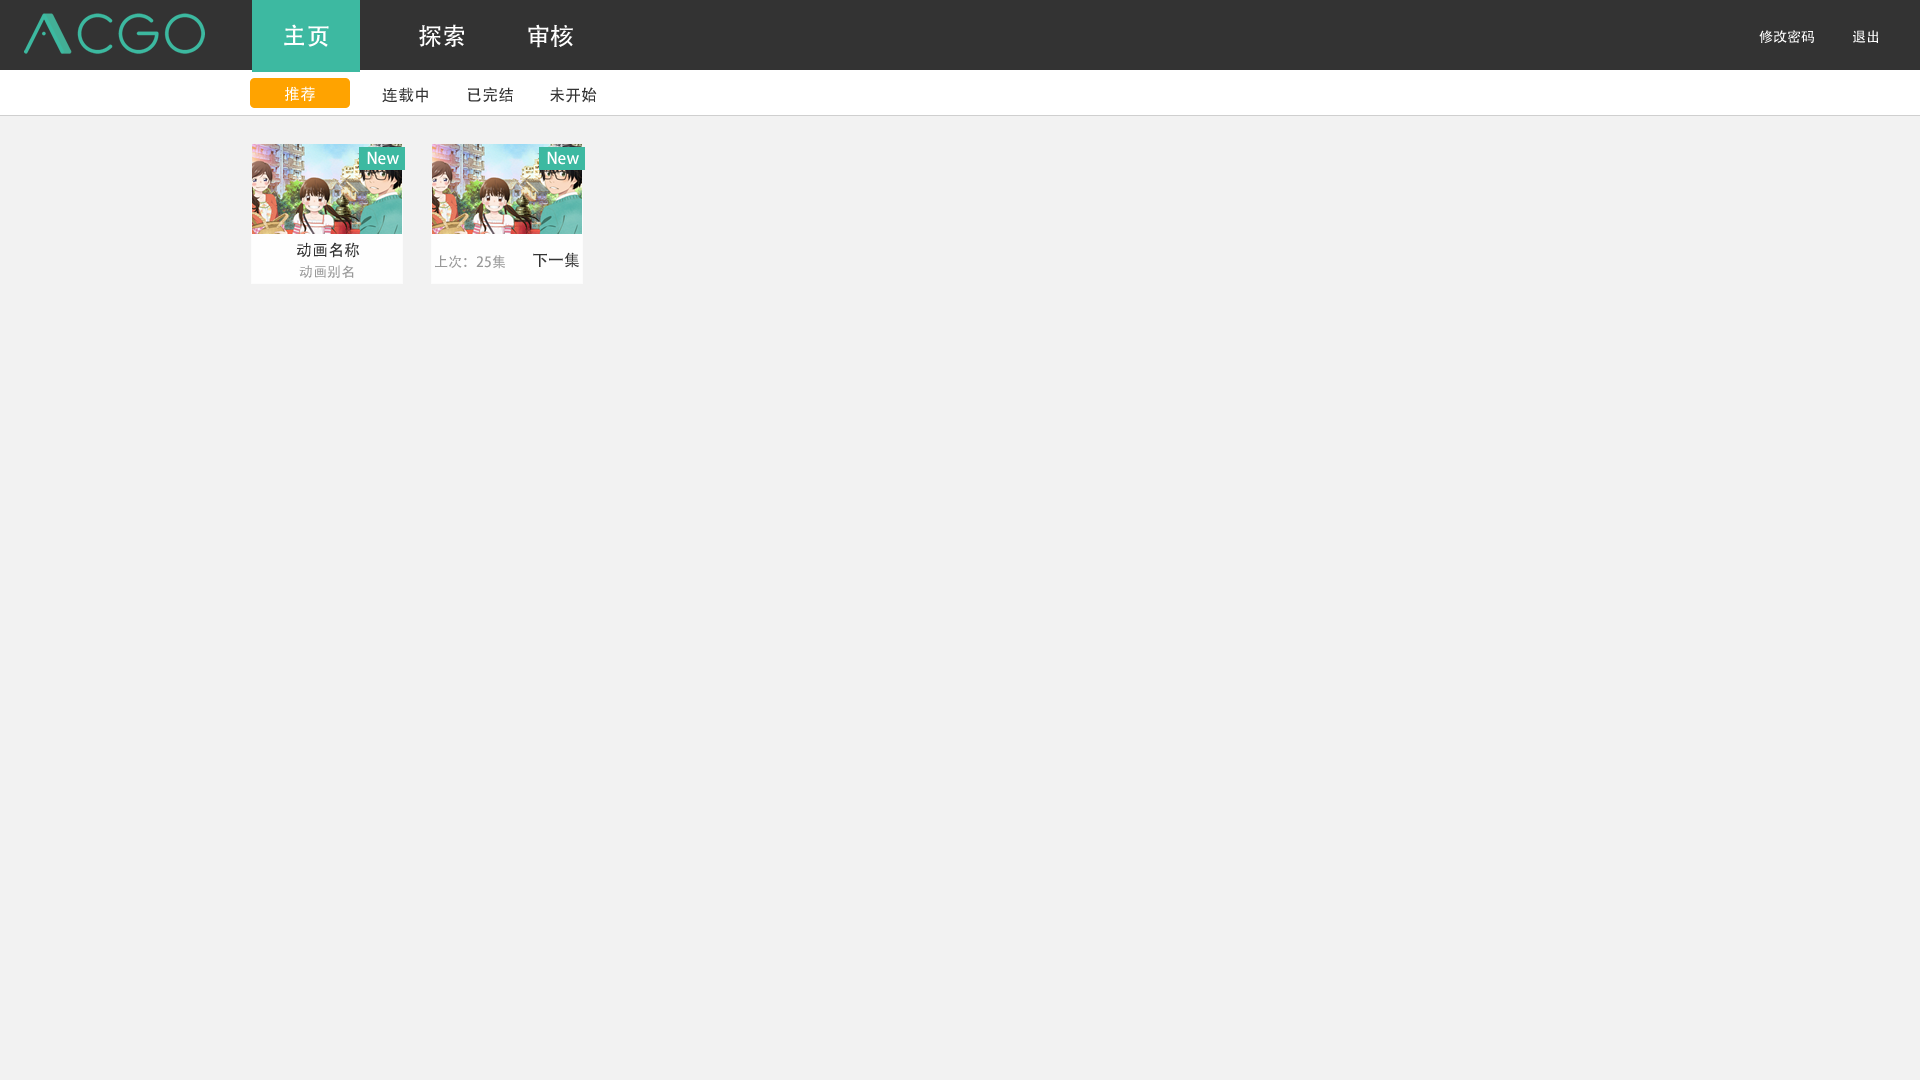 ACGO
主页
探索
审核
修改密码
退出
推荐
连载中
已完结
未开始
New
动画名称
动画别名
New
上次：25集
下一集